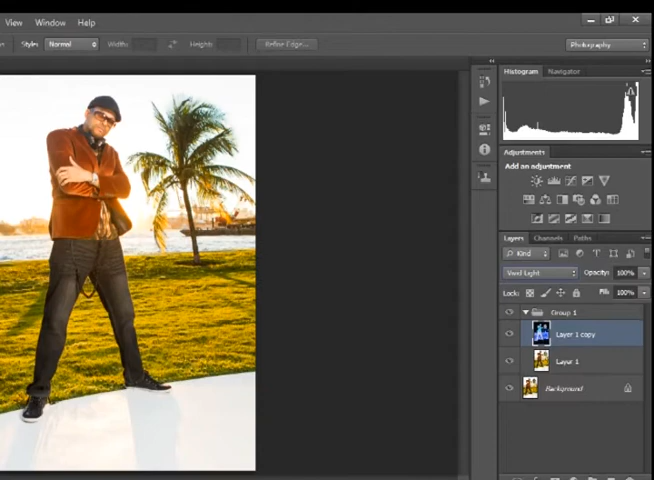 View Window Help
Style: Normal Width: Height: Refine Edge...
Photography
Histogram Navigator
Adjustments
Add an adjustment
Layers Channels Paths
Kind
Vivid Light Opacity: 100%
Lock: Fill: 100%
Group 1
Layer 1 copy
Layer 1
Background